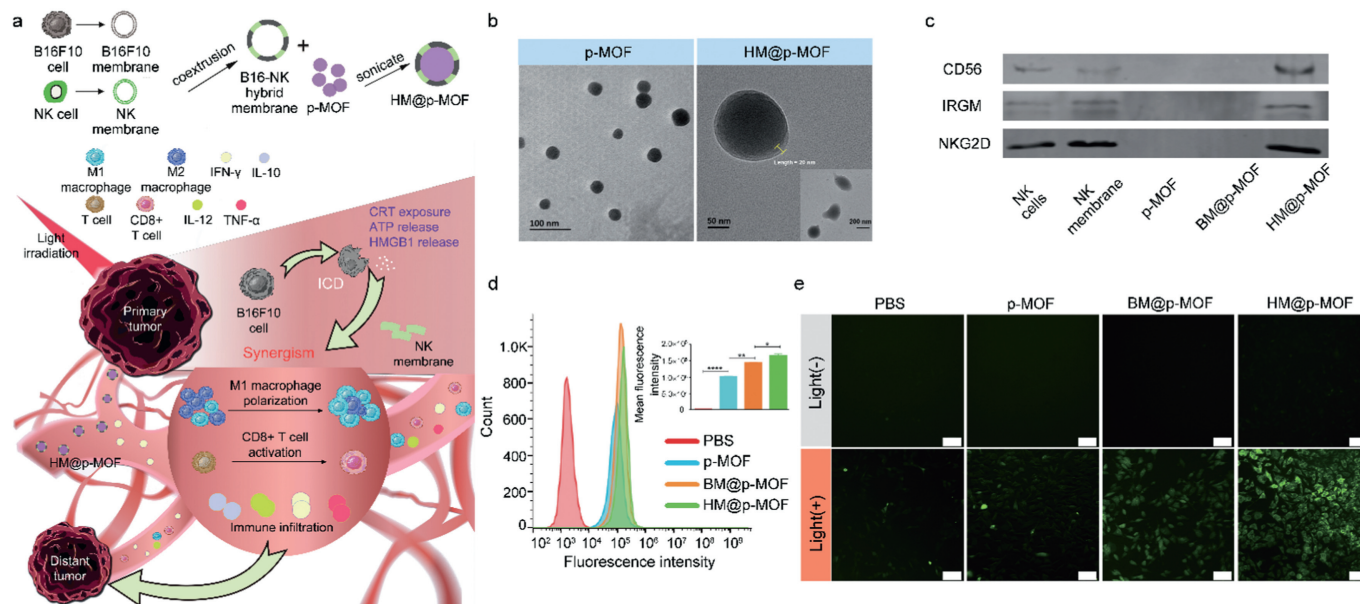 a
B16F10
cell
B16F10
membrane
NK cell
NK
membrane
coextrusion
B16-NK
hybrid
membrane
+
p-MOF
sonicate
HM@p-MOF
M1
macrophage
M2
macrophage
IFN-γ
IL-10
T cell
CD8+
T cell
IL-12
TNF-α
Light
irradiation
CRT exposure
ATP release
HMGB1 release
ICD
B16F10
cell
Primary
tumor
Synergism
NK
membrane
M1 macrophage
polarization
CD8+ T cell
activation
HM@p-MOF
Immune infiltration
Distant
tumor
b
p-MOF
HM@p-MOF
100 nm
Length = 20 nm
50 nm
200 nm
c
CD56
IRGM
NKG2D
NK
cells
NK
membrane
p-MOF
BM@p-MOF
HM@p-MOF
d
Count
1.0K
800
600
400
200
0
10² 10³ 10⁴ 10⁵ 10⁶ 10⁷ 10⁸ 10⁹
Fluorescence intensity
Mean fluorescence
intensity
0
****
**
*
PBS
p-MOF
BM@p-MOF
HM@p-MOF
e
PBS
p-MOF
BM@p-MOF
HM@p-MOF
Light(-)
Light(+)